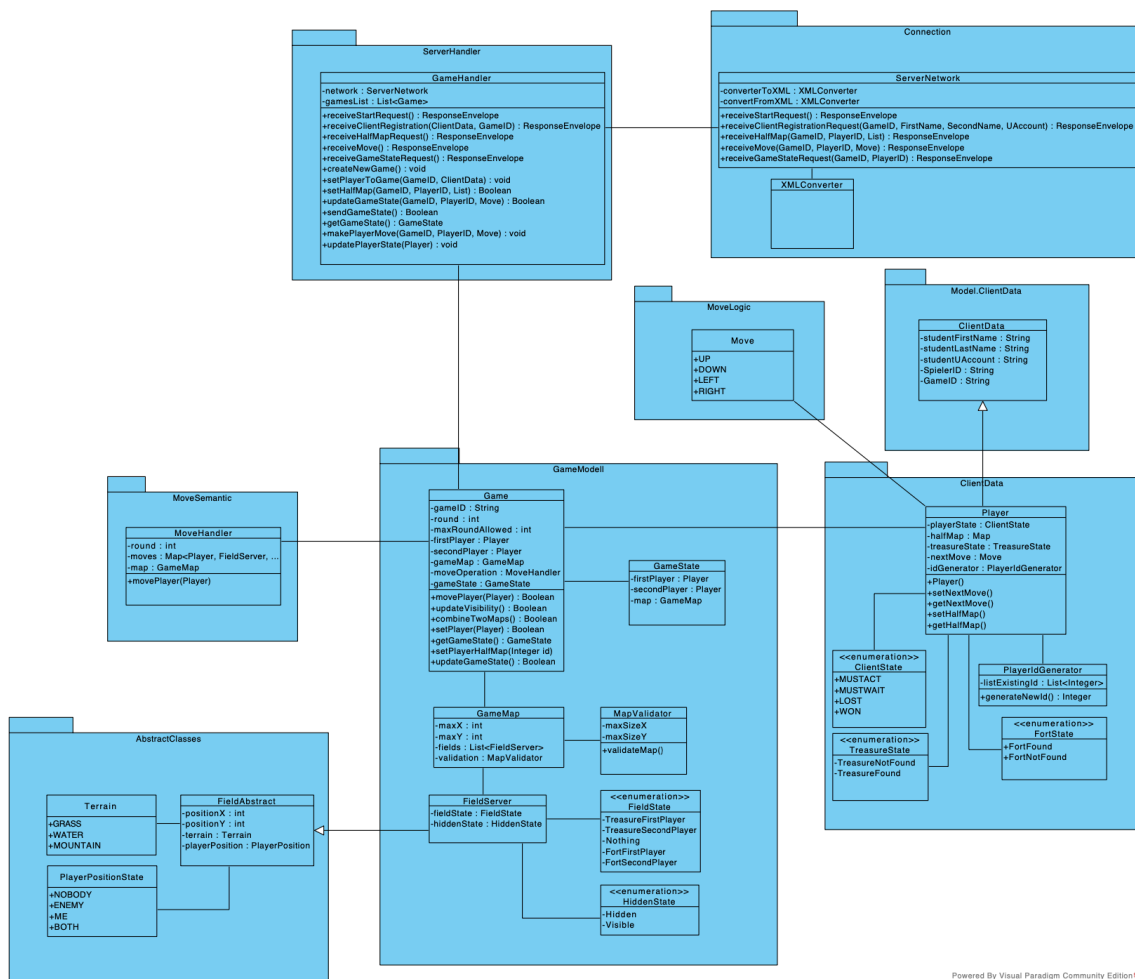 ServerHandler
GameHandler
-network : ServerNetwork
-gamesList : List<Game>
+receiveStartRequest() : ResponseEnvelope
+receiveClientRegistration(ClientData, GameID) : ResponseEnvelope
+receiveHalfMapRequest() : ResponseEnvelope
+receiveMove() : ResponseEnvelope
+receiveGameStateRequest() : ResponseEnvelope
+createNewGame() : void
+setPlayerToGame(GameID, ClientData) : void
+setHalfMap(GameID, PlayerID, List) : Boolean
+updateGameState(GameID, PlayerID, Move) : Boolean
+sendGameState() : Boolean
+getGameState() : GameState
+makePlayerMove(GameID, PlayerID, Move) : void
+updatePlayerState(Player) : void
Connection
ServerNetwork
-converterToXML : XMLConverter
-convertFromXML : XMLConverter
+receiveStartRequest() : ResponseEnvelope
+receiveClientRegistrationRequest(GameID, FirstName, SecondName, UAccount) : ResponseEnvelope
+receiveHalfMap(GameID, PlayerID, List) : ResponseEnvelope
+receiveMove(GameID, PlayerID, Move) : ResponseEnvelope
+receiveGameStateRequest(GameID, PlayerID) : ResponseEnvelope
XMLConverter
MoveLogic
Move
+UP
+DOWN
+LEFT
+RIGHT
Model.ClientData
ClientData
-studentFirstName : String
-studentLastName : String
-studentUAccount : String
-SpielerID : String
-GameID : String
MoveSemantic
MoveHandler
-round : int
-moves : Map<Player, FieldServer, ...
-map : GameMap
+movePlayer(Player)
GameModell
Game
-gameID : String
-round : int
-maxRoundAllowed : int
-firstPlayer : Player
-secondPlayer : Player
-gameMap : GameMap
-moveOperation : MoveHandler
-gameState : GameState
+movePlayer(Player) : Boolean
+updateVisibility() : Boolean
+combineTwoMaps() : Boolean
+setPlayer(Player) : Boolean
+getGameState() : GameState
+setPlayerHalfMap(Integer id)
+updateGameState() : Boolean
GameState
-firstPlayer : Player
-secondPlayer : Player
-map : GameMap
GameMap
-maxX : int
-maxY : int
-fields : List<FieldServer>
-validation : MapValidator
MapValidator
-maxSizeX
-maxSizeY
+validateMap()
FieldServer
-fieldState : FieldState
-hiddenState : HiddenState
<<enumeration>>
FieldState
-TreasureFirstPlayer
-TreasureSecondPlayer
-Nothing
-FortFirstPlayer
-FortSecondPlayer
<<enumeration>>
HiddenState
-Hidden
-Visible
ClientData
Player
-playerState : ClientState
-halfMap : Map
-treasureState : TreasureState
-nextMove : Move
-idGenerator : PlayerIdGenerator
+Player()
+setNextMove()
+getNextMove()
+setHalfMap()
+getHalfMap()
<<enumeration>>
ClientState
+MUSTACT
+MUSTWAIT
+LOST
+WON
PlayerIdGenerator
-listExistingId : List<Integer>
+generateNewId() : Integer
<<enumeration>>
FortState
+FortFound
+FortNotFound
<<enumeration>>
TreasureState
-TreasureNotFound
-TreasureFound
AbstractClasses
Terrain
+GRASS
+WATER
+MOUNTAIN
FieldAbstract
-positionX : int
-positionY : int
-terrain : Terrain
-playerPosition : PlayerPosition
PlayerPositionState
+NOBODY
+ENEMY
+ME
+BOTH
Powered By Visual Paradigm Community Edition